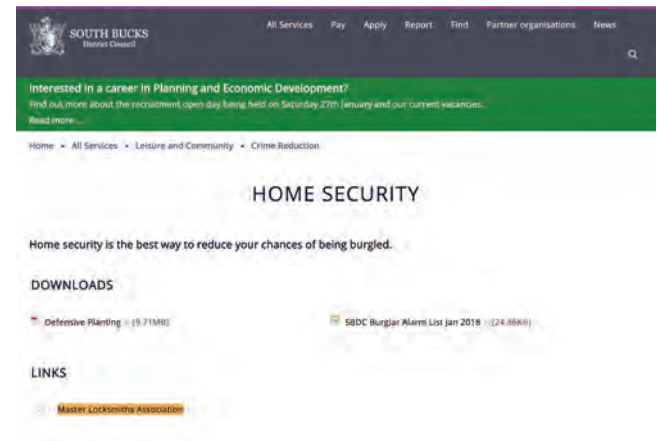 SOUTH BUCKS
District Council
All Services Pay Apply Report Find Partner organisations News
Interested in a career in Planning and Economic Development?
Find out more about the recruitment open day being held on Saturday 27th January and our current vacancies.
Read more ...
Home • All Services • Leisure and Community • Crime Reduction
HOME SECURITY
Home security is the best way to reduce your chances of being burgled.
DOWNLOADS
Defensive Planting - [9.71MB]
SBDC Burglar Alarm List Jan 2018 - [24.86KB]
LINKS
Master Locksmiths Association